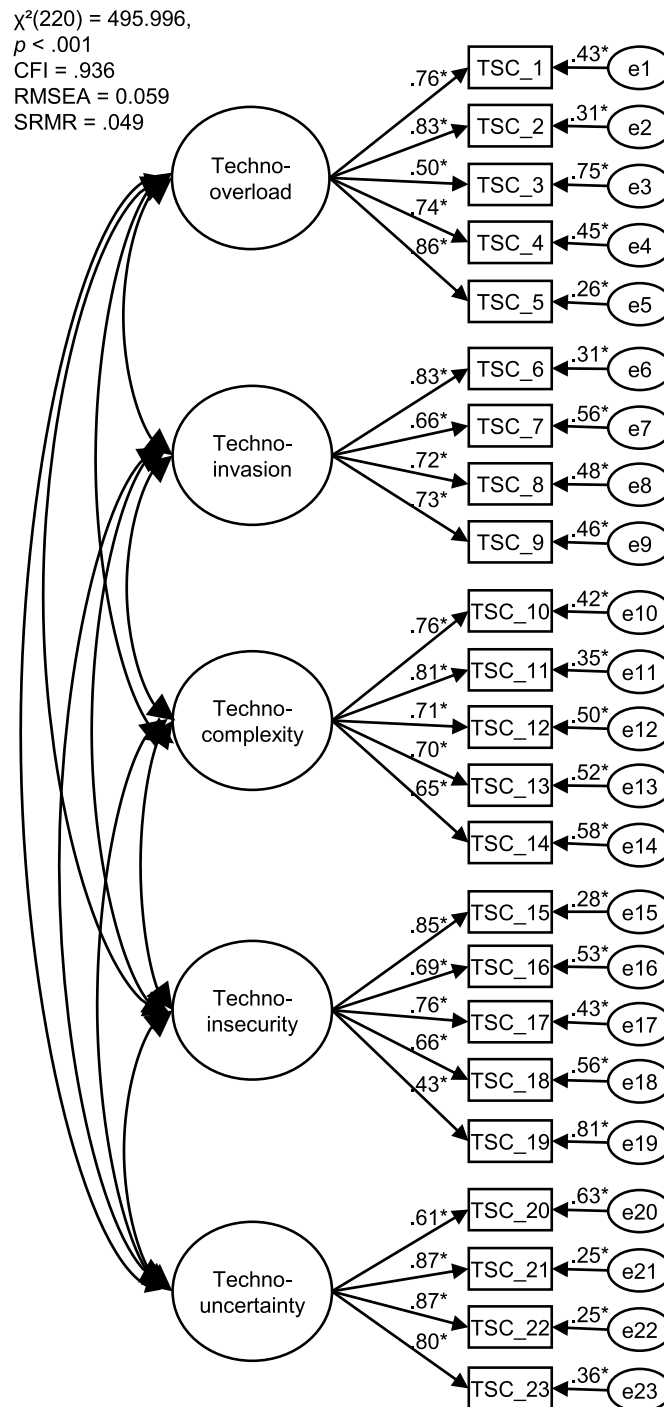 χ²(220) = 495.996,
p < .001
CFI = .936
RMSEA = 0.059
SRMR = .049
Techno-
overload
.76* TSC_1 .43* e1
.83* TSC_2 .31* e2
.50* TSC_3 .75* e3
.74* TSC_4 .45* e4
.86* TSC_5 .26* e5
Techno-
invasion
.83* TSC_6 .31* e6
.66* TSC_7 .56* e7
.72* TSC_8 .48* e8
.73* TSC_9 .46* e9
Techno-
complexity
.76* TSC_10 .42* e10
.81* TSC_11 .35* e11
.71* TSC_12 .50* e12
.70* TSC_13 .52* e13
.65* TSC_14 .58* e14
Techno-
insecurity
.85* TSC_15 .28* e15
.69* TSC_16 .53* e16
.76* TSC_17 .43* e17
.66* TSC_18 .56* e18
.43* TSC_19 .81* e19
Techno-
uncertainty
.61* TSC_20 .63* e20
.87* TSC_21 .25* e21
.87* TSC_22 .25* e22
.80* TSC_23 .36* e23